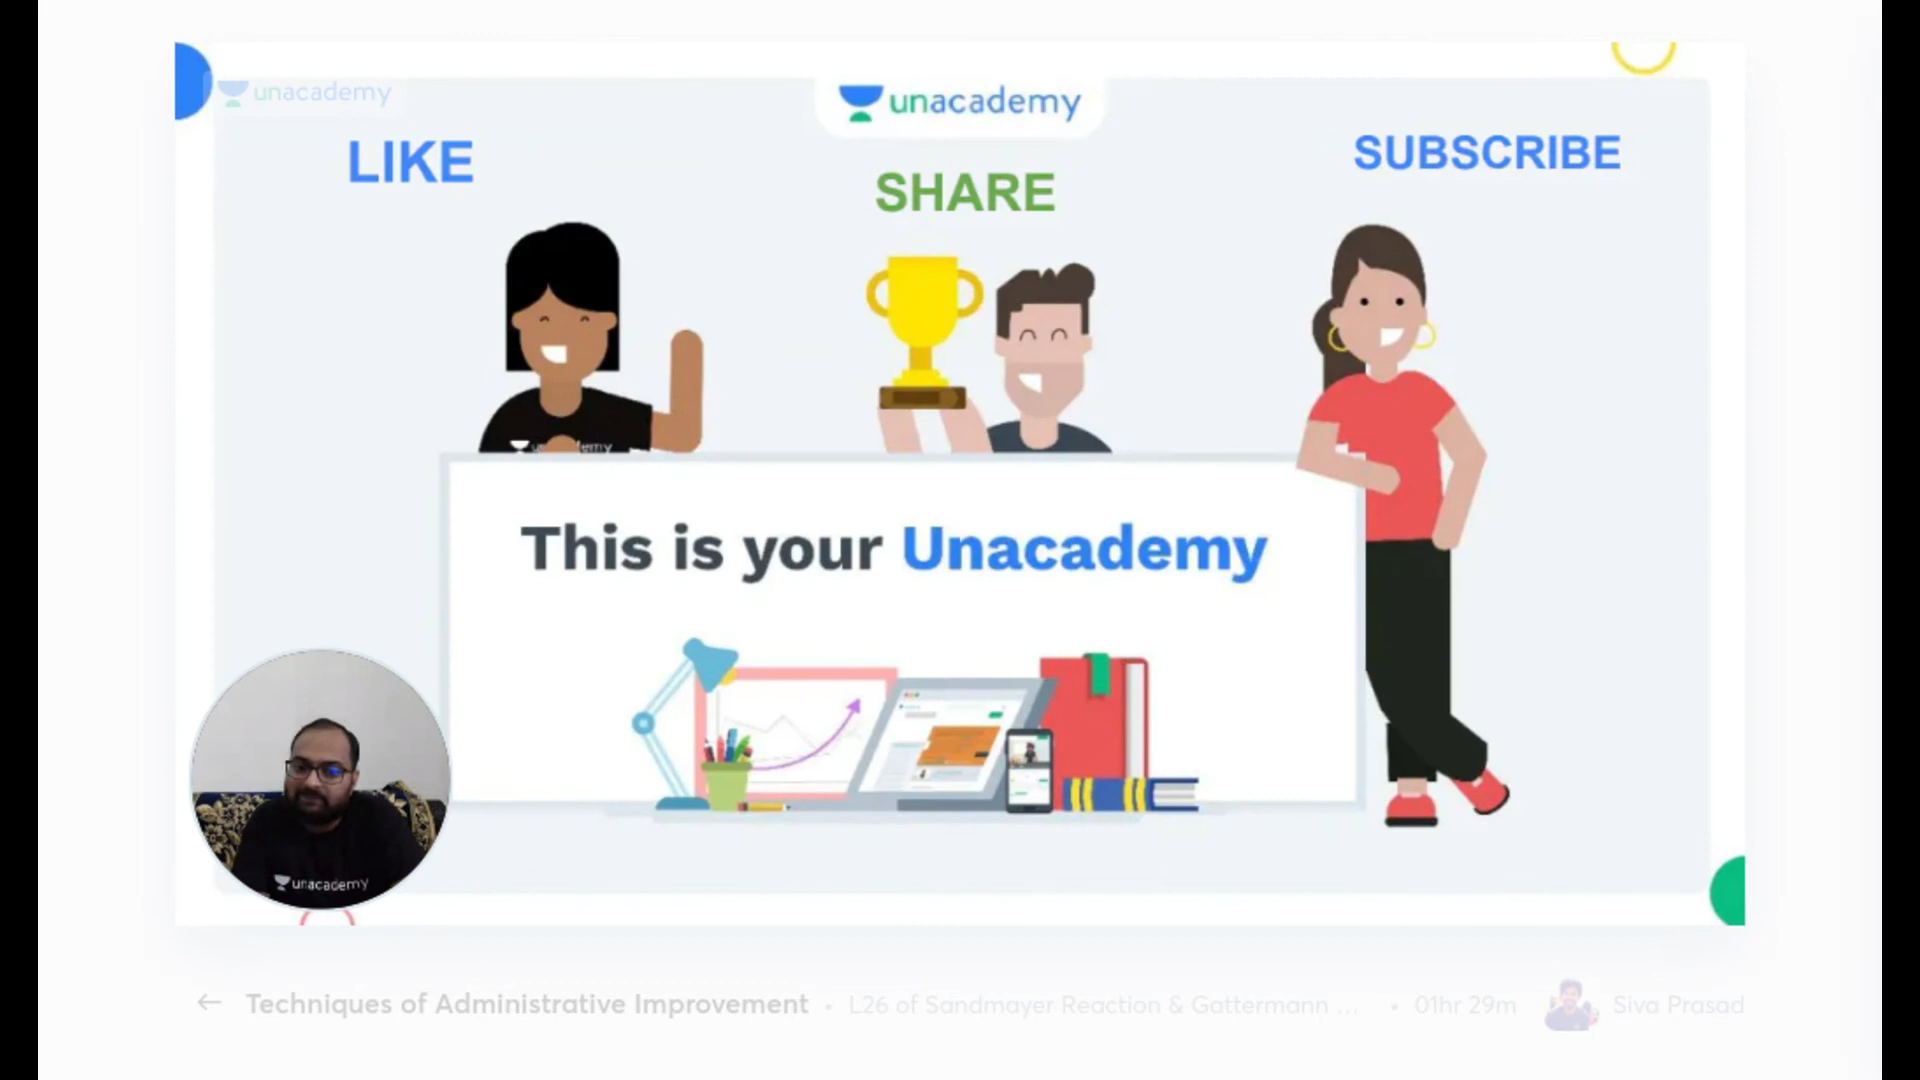 unacademy
unacademy
LIKE
SHARE
SUBSCRIBE
This is your Unacademy
unacademy
← Techniques of Administrative Improvement • L26 of Sandmayer Reaction & Gattermann ... • 01hr 29m Siva Prasad